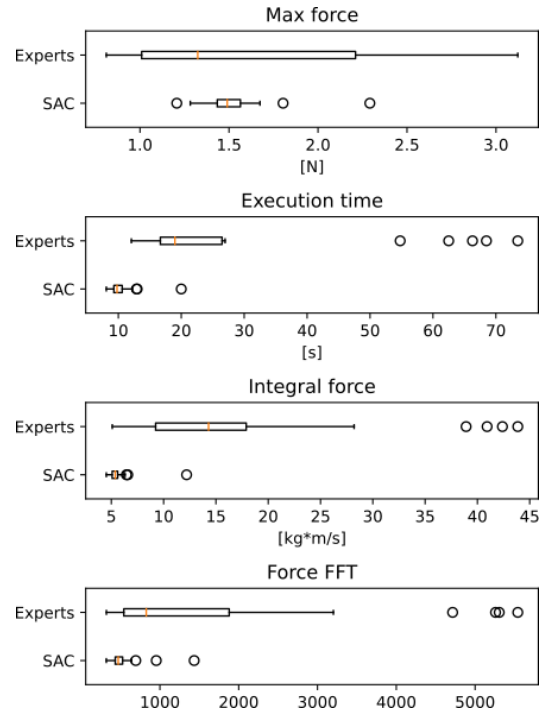 Max force
Experts
SAC
1.0 1.5 2.0 2.5 3.0
[N]
Execution time
Experts
SAC
10 20 30 40 50 60 70
[s]
Integral force
Experts
SAC
5 10 15 20 25 30 35 40 45
[kg*m/s]
Force FFT
Experts
SAC
1000 2000 3000 4000 5000